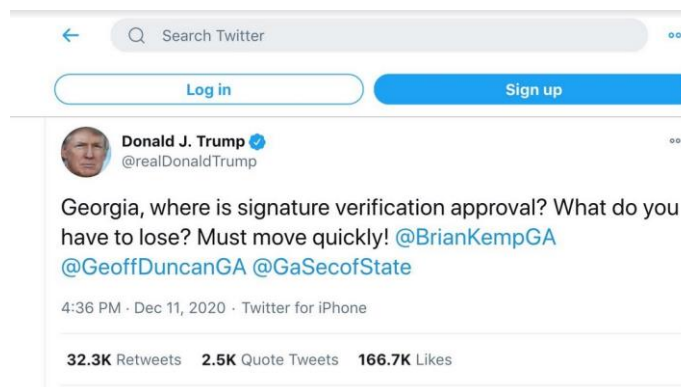 Search Twitter
Log in
Sign up
Donald J. Trump
@realDonaldTrump
Georgia, where is signature verification approval? What do you
have to lose? Must move quickly! @BrianKempGA
@GeoffDuncanGA @GaSecofState
4:36 PM · Dec 11, 2020 · Twitter for iPhone
32.3K Retweets 2.5K Quote Tweets 166.7K Likes